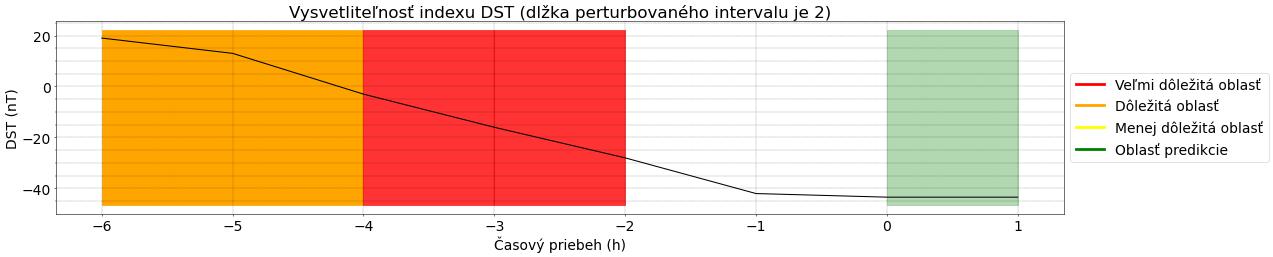 Vysvetliteľnosť indexu DST (dlžka perturbovaného intervalu je 2)
DST (nT)
20
0
−20
−40
−6 −5 −4 −3 −2 −1 0 1
Časový priebeh (h)
Veľmi dôležitá oblasť
Dôležitá oblasť
Menej dôležitá oblasť
Oblasť predikcie